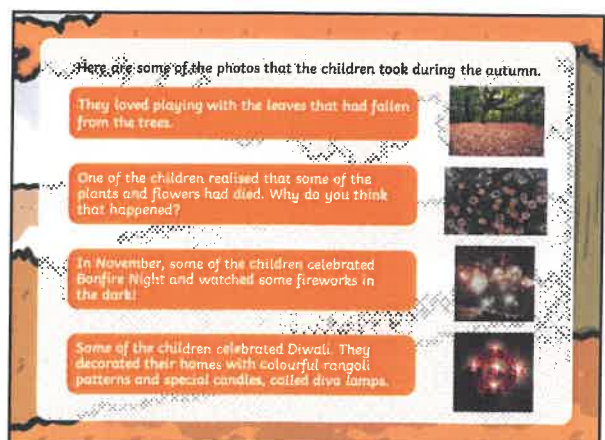 Here are some of the photos that the children took during the autumn.
They loved playing with the leaves that had fallen
from the trees.
One of the children realised that some of the
plants and flowers had died. Why do you think
that happened?
In November, some of the children celebrated
Bonfire Night and watched some fireworks in
the dark!
Some of the children celebrated Diwali. They
decorated their homes with colourful rangoli
patterns and special candles, called diva lamps.